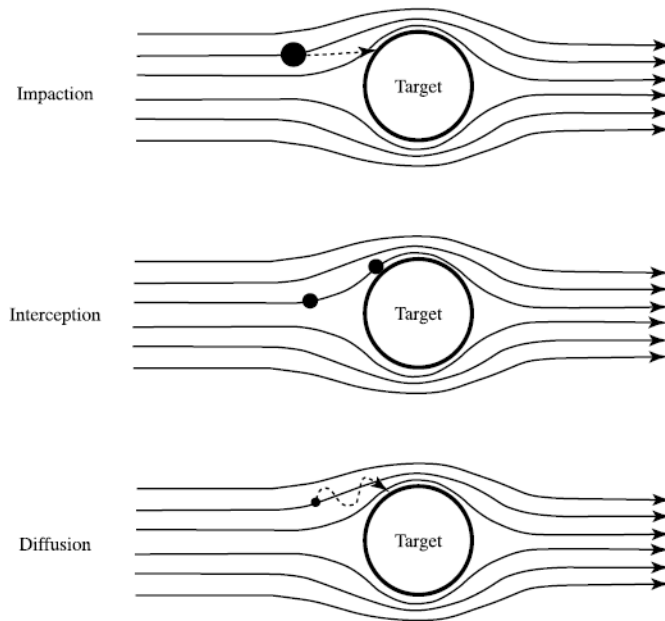 Impaction
Target
Interception
Target
Diffusion
Target